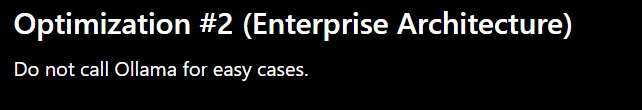 Optimization #2 (Enterprise Architecture)
Do not call Ollama for easy cases.